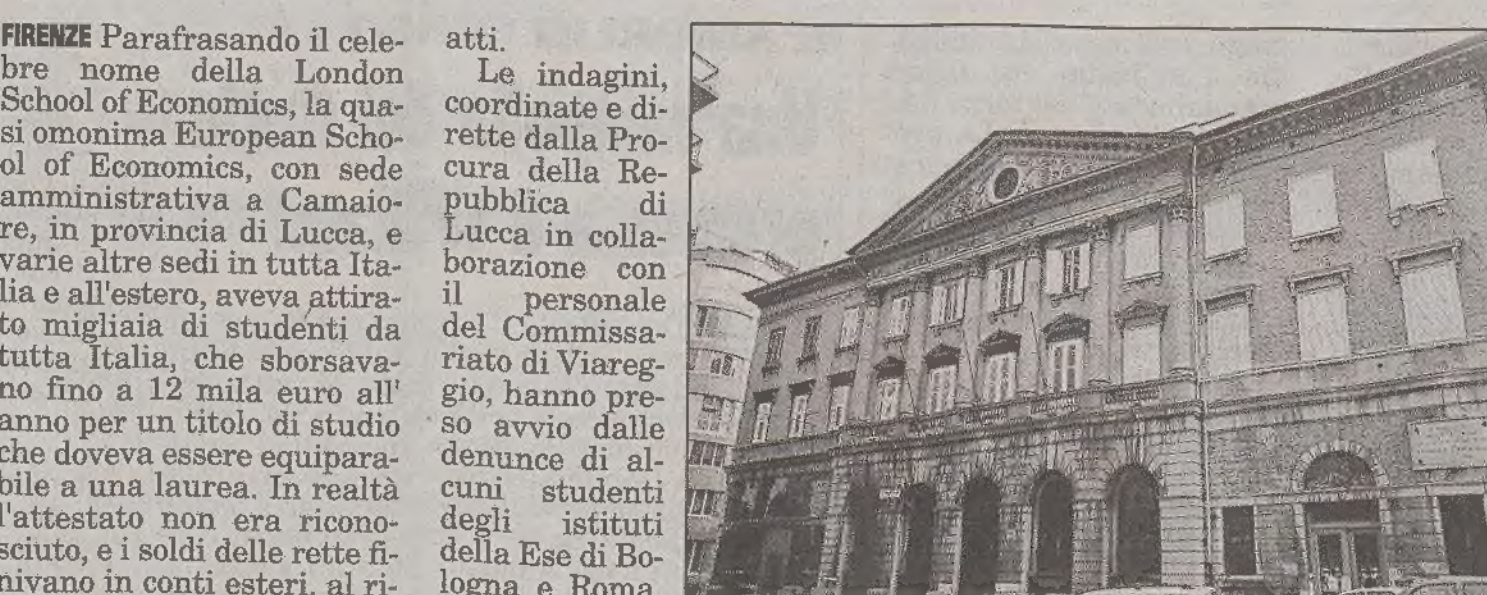 FIRENZE Parafrasando il cele-
bre nome della London
School of Economics, la qua-
si omonima European Scho-
ol of Economics, con sede
amministrativa a Camaio-
re, in provincia di Lucca, e
varie altre sedi in tutta Ita-
lia e all'estero, aveva attira-
to migliaia di studenti da
tutta Italia, che sborsava-
no fino a 12 mila euro all'
anno per un titolo di studio
che doveva essere equipara-
bile a una laurea. In realtà
l'attestato non era ricono-
sciuto, e i soldi delle rette fi-
nivano in conti esteri, al ri-
atti.
Le indagini,
coordinate e di-
rette dalla Pro-
cura della Re-
pubblica di
Lucca in colla-
borazione con
il personale
del Commissa-
riato di Viareg-
gio, hanno pre-
so avvio dalle
denunce di al-
cuni studenti
degli istituti
della Ese di Bo-
logna e Roma